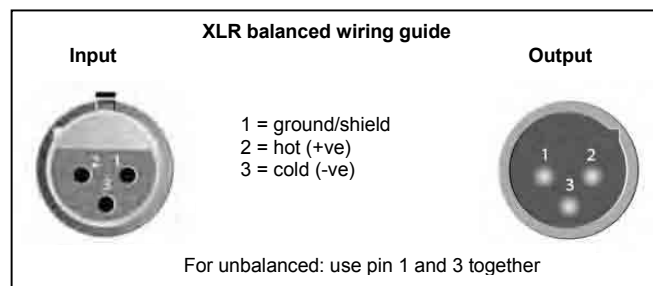 XLR balanced wiring guide
Input
Output
1 = ground/shield
2 = hot (+ve)
3 = cold (-ve)
2 1
3
1 2
3
For unbalanced: use pin 1 and 3 together